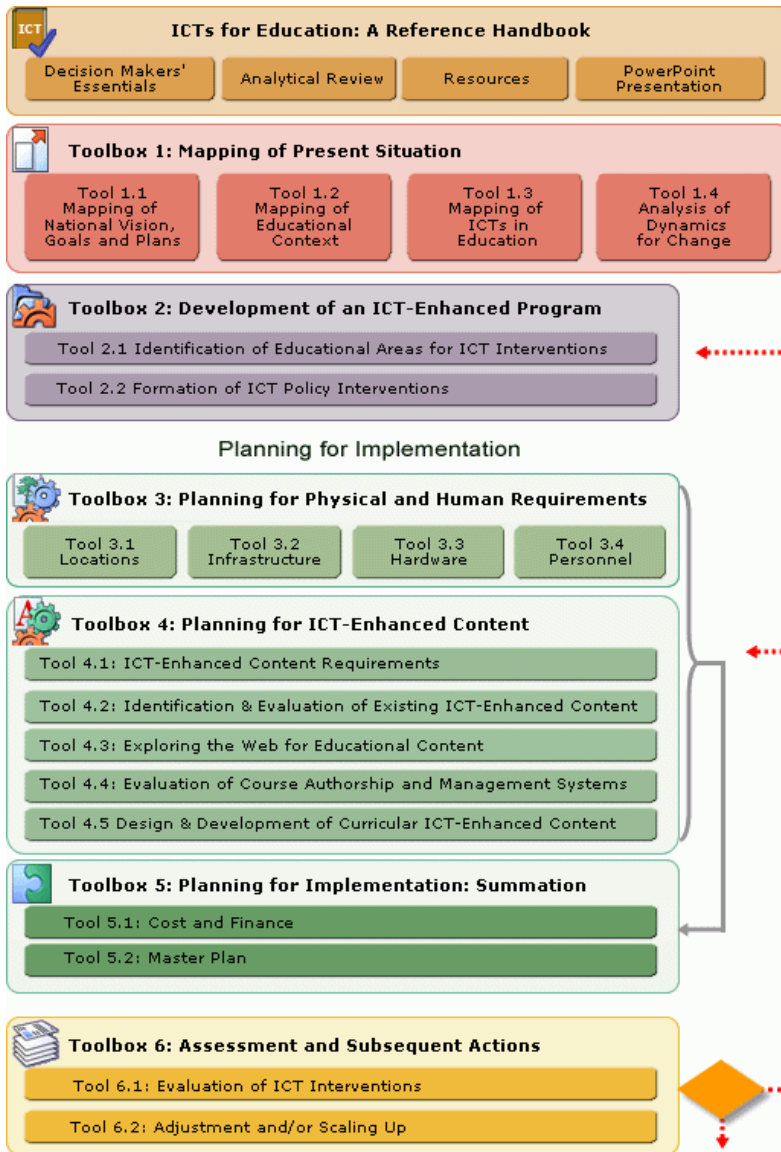 ICT
ICTs for Education: A Reference Handbook
Decision Makers'
Essentials
Analytical Review
Resources
PowerPoint
Presentation
Toolbox 1: Mapping of Present Situation
Tool 1.1
Mapping of
National Vision,
Goals and Plans
Tool 1.2
Mapping of
Educational
Context
Tool 1.3
Mapping of
ICTs in
Education
Tool 1.4
Analysis of
Dynamics
for Change
Toolbox 2: Development of an ICT-Enhanced Program
Tool 2.1 Identification of Educational Areas for ICT Interventions
Tool 2.2 Formation of ICT Policy Interventions
Planning for Implementation
Toolbox 3: Planning for Physical and Human Requirements
Tool 3.1
Locations
Tool 3.2
Infrastructure
Tool 3.3
Hardware
Tool 3.4
Personnel
A
Toolbox 4: Planning for ICT-Enhanced Content
Tool 4.1: ICT-Enhanced Content Requirements
Tool 4.2: Identification & Evaluation of Existing ICT-Enhanced Content
Tool 4.3: Exploring the Web for Educational Content
Tool 4.4: Evaluation of Course Authorship and Management Systems
Tool 4.5 Design & Development of Curricular ICT-Enhanced Content
Toolbox 5: Planning for Implementation: Summation
Tool 5.1: Cost and Finance
Tool 5.2: Master Plan
Toolbox 6: Assessment and Subsequent Actions
Tool 6.1: Evaluation of ICT Interventions
Tool 6.2: Adjustment and/or Scaling Up